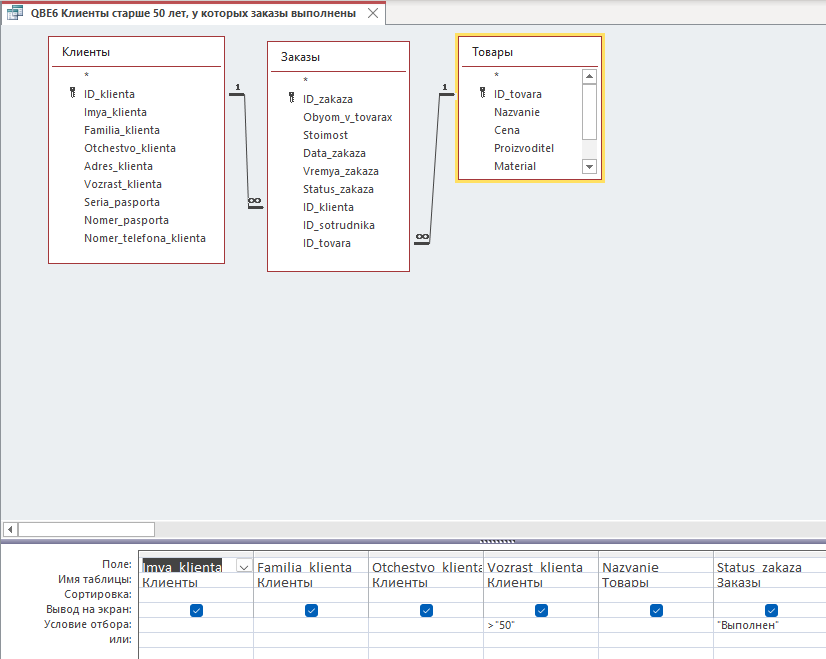 QBE6 Клиенты старше 50 лет, у которых заказы выполнены
Клиенты
*
ID_klienta
Imya_klienta
Familia_klienta
Otchestvo_klienta
Adres_klienta
Vozrast_klienta
Seria_pasporta
Nomer_pasporta
Nomer_telefona_klienta
1
∞
Заказы
*
ID_zakaza
Obyom_v_tovarax
Stoimost
Data_zakaza
Vremya_zakaza
Status_zakaza
ID_klienta
ID_sotrudnika
ID_tovara
1
∞
Товары
*
ID_tovara
Nazvanie
Cena
Proizvoditel
Material
Поле: Imya_klienta Familia_klienta Otchestvo_klienta Vozrast_klienta Nazvanie Status_zakaza
Имя таблицы: Клиенты Клиенты Клиенты Клиенты Товары Заказы
Сортировка:
Вывод на экран:
Условие отбора: >"50" "Выполнен"
или: